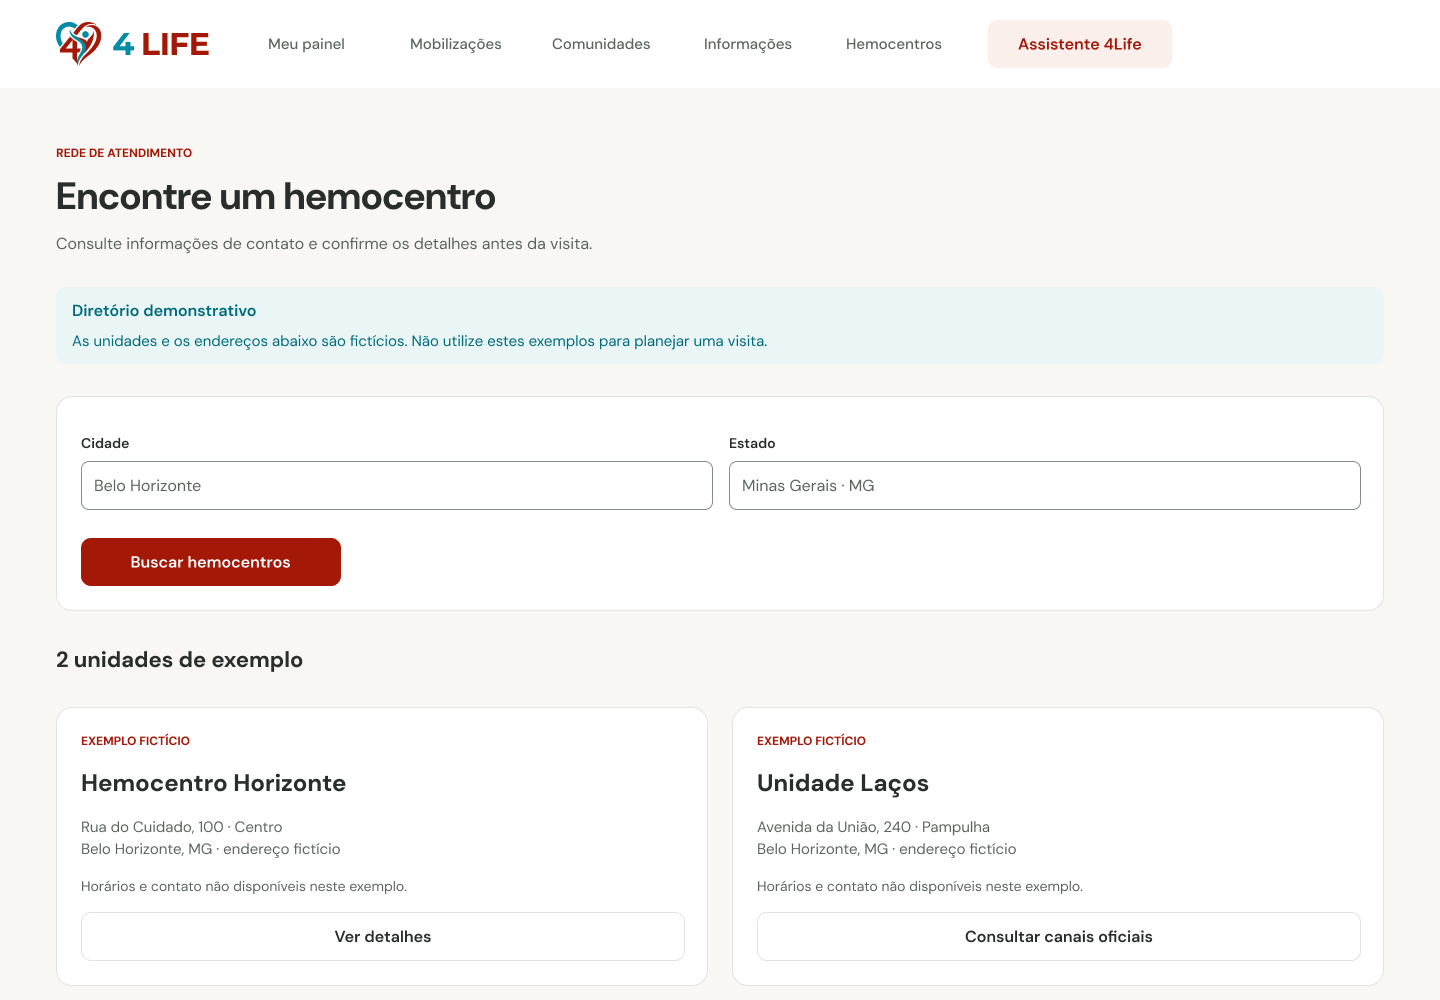 4 LIFE
Meu painel
Mobilizações
Comunidades
Informações
Hemocentros
Assistente 4Life
REDE DE ATENDIMENTO
Encontre um hemocentro
Consulte informações de contato e confirme os detalhes antes da visita.
Diretório demonstrativo
As unidades e os endereços abaixo são fictícios. Não utilize estes exemplos para planejar uma visita.
Cidade
Belo Horizonte
Estado
Minas Gerais · MG
Buscar hemocentros
2 unidades de exemplo
EXEMPLO FICTÍCIO
Hemocentro Horizonte
Rua do Cuidado, 100 · Centro
Belo Horizonte, MG · endereço fictício
Horários e contato não disponíveis neste exemplo.
Ver detalhes
EXEMPLO FICTÍCIO
Unidade Laços
Avenida da União, 240 · Pampulha
Belo Horizonte, MG · endereço fictício
Horários e contato não disponíveis neste exemplo.
Consultar canais oficiais